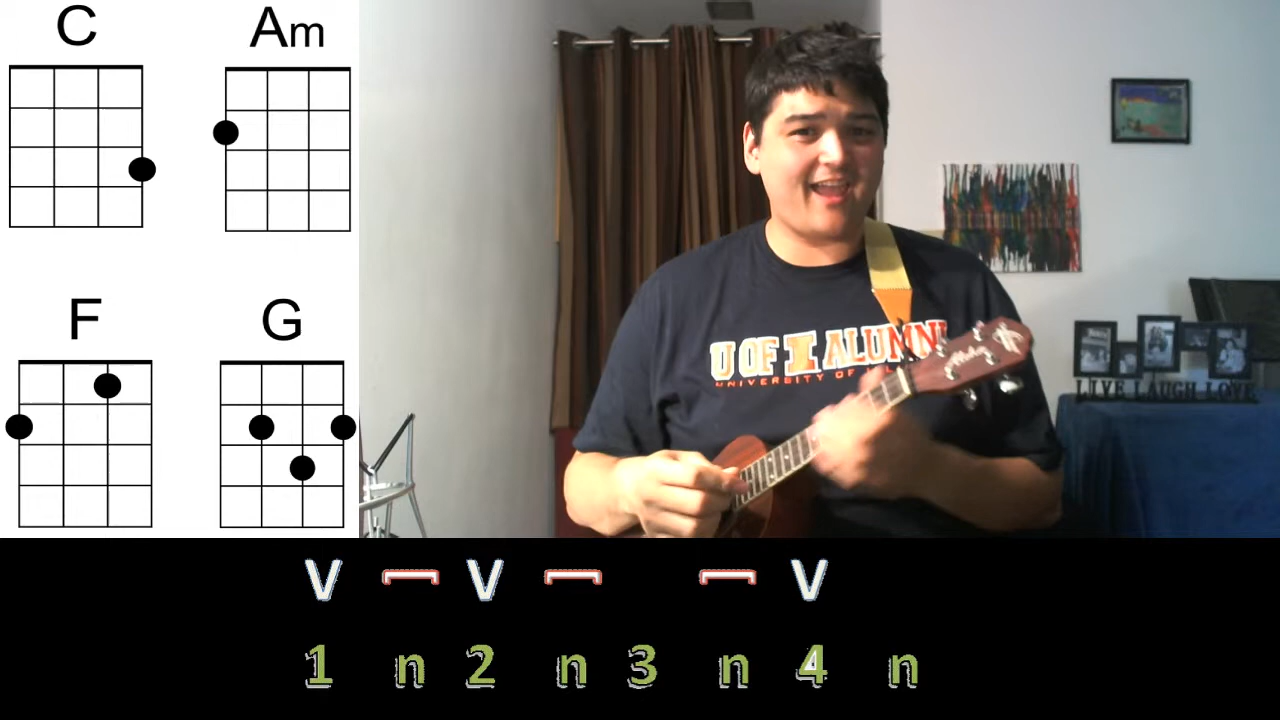 C Am
F G
U OF I ALUMNI
UNIVERSITY OF
LIVE LAUGH LOVE
V V V
1 n 2 n 3 n 4 n